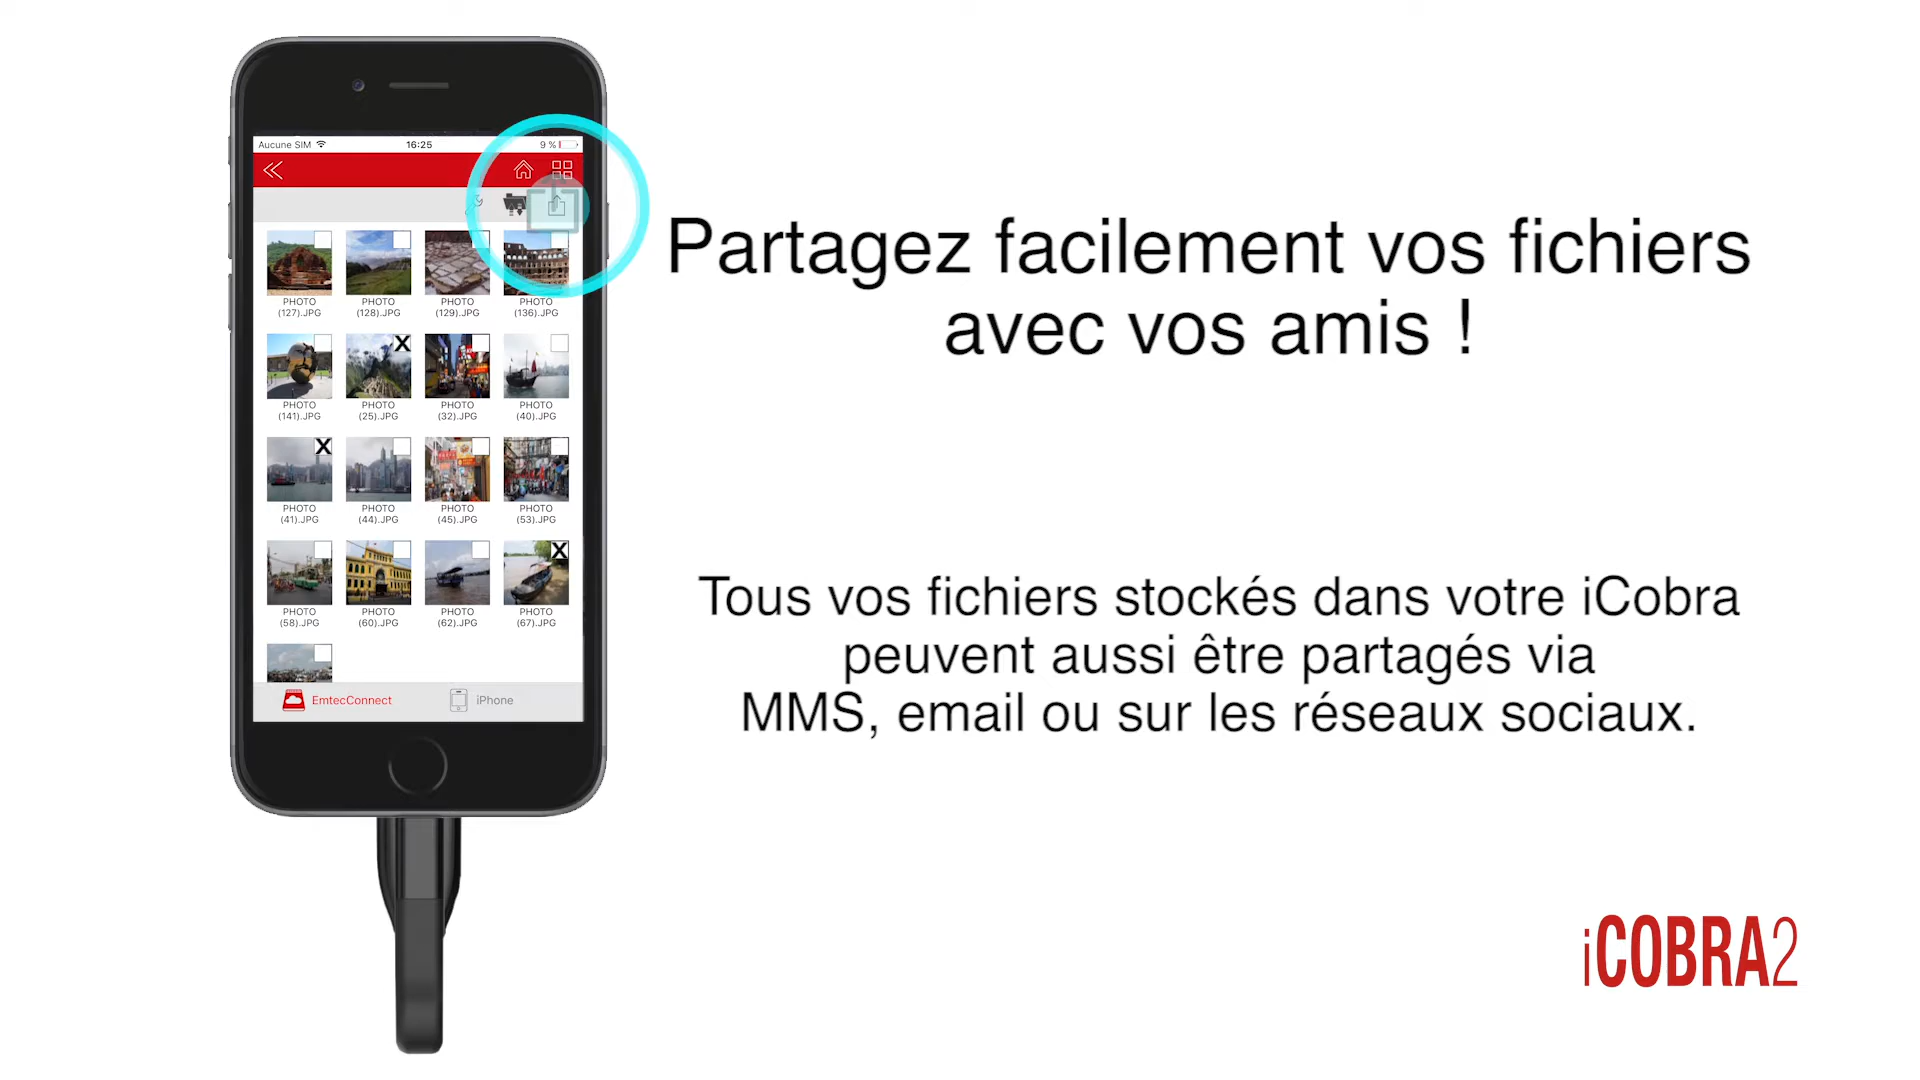 Aucune SIM
16:25
9 %
PHOTO (127).JPG
PHOTO (128).JPG
PHOTO (129).JPG
PHOTO (136).JPG
PHOTO (141).JPG
PHOTO (25).JPG
PHOTO (32).JPG
PHOTO (40).JPG
PHOTO (41).JPG
PHOTO (44).JPG
PHOTO (45).JPG
PHOTO (53).JPG
PHOTO (58).JPG
PHOTO (60).JPG
PHOTO (62).JPG
PHOTO (67).JPG
EmtecConnect
iPhone
Partagez facilement vos fichiers
avec vos amis !
Tous vos fichiers stockés dans votre iCobra
peuvent aussi être partagés via
MMS, email ou sur les réseaux sociaux.
iCOBRA2